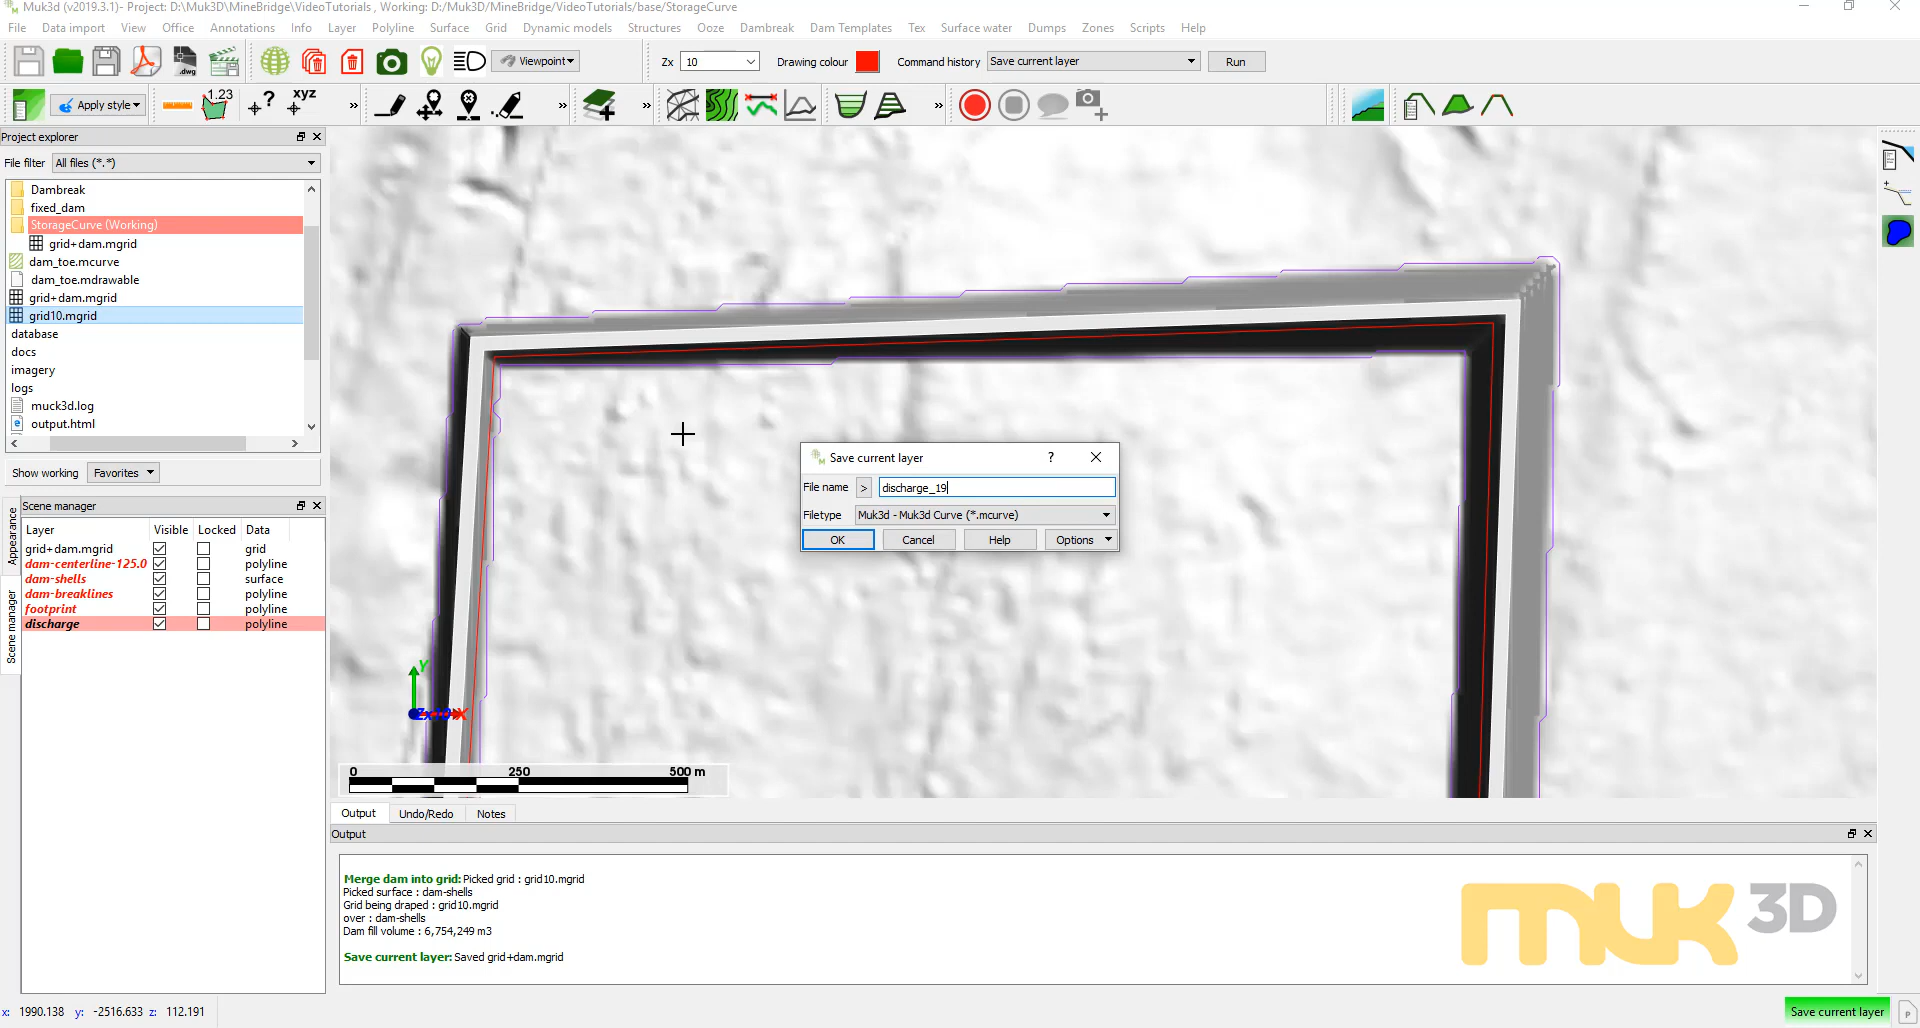 Muk3d (v2019.3.1)- Project: D:\Muk3D\MineBridge\VideoTutorials , Working: D:/Muk3D/MineBridge/VideoTutorials/base/StorageCurve
File Data import View Office Annotations Info Layer Polyline Surface Grid Dynamic models Structures Ooze Dambreak Dam Templates Tex Surface water Dumps Zones Scripts Help
.dwg
Viewpoint
Zx 10 Drawing colour Command history Save current layer Run
Apply style 1.23 ? xyz
Project explorer
File filter All files (*.*)
Dambreak
fixed_dam
StorageCurve (Working)
grid+dam.mgrid
dam_toe.mcurve
dam_toe.mdrawable
grid+dam.mgrid
grid10.mgrid
database
docs
imagery
logs
muck3d.log
output.html
Show working Favorites
Scene manager
Appearance
Scene manager
Layer Visible Locked Data
grid+dam.mgrid grid
dam-centerline-125.0 polyline
dam-shells surface
dam-breaklines polyline
footprint polyline
discharge polyline
Save current layer ?
File name > discharge_19
Filetype Muk3d - Muk3d Curve (*.mcurve)
OK Cancel Help Options
Y
X
0 250 500 m
Output Undo/Redo Notes
Output
Merge dam into grid: Picked grid : grid10.mgrid
Picked surface : dam-shells
Grid being draped : grid10.mgrid
over : dam-shells
Dam fill volume : 6,754,249 m3
Save current layer: Saved grid+dam.mgrid
MUK 3D
x: 1990.138 y: -2516.633 z: 112.191
Save current layer
P